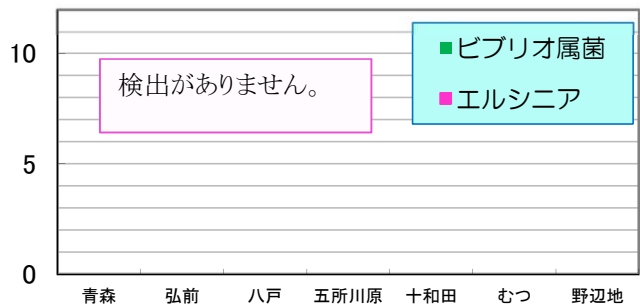 10
5
0
検出がありません。
ビブリオ属菌
エルシニア
青森 弘前 八戸 五所川原 十和田 むつ 野辺地